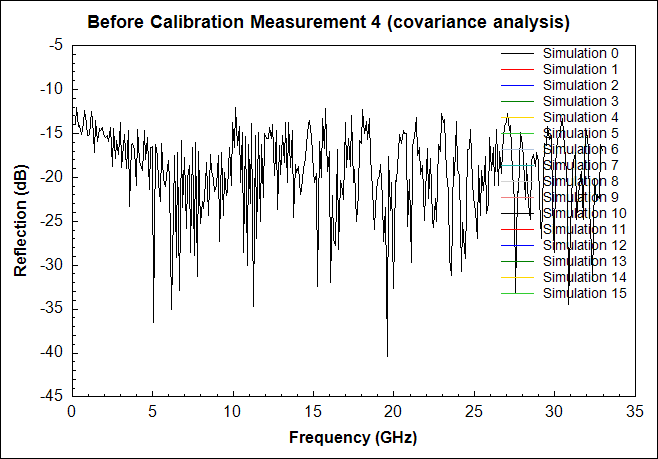 Before Calibration Measurement 4 (covariance analysis)
-5
-10
-15
-20
-25
-30
-35
-40
-45
Reflection (dB)
Simulation 0
Simulation 1
Simulation 2
Simulation 3
Simulation 4
Simulation 5
Simulation 6
Simulation 7
Simulation 8
Simulation 9
Simulation 10
Simulation 11
Simulation 12
Simulation 13
Simulation 14
Simulation 15
0 5 10 15 20 25 30 35
Frequency (GHz)